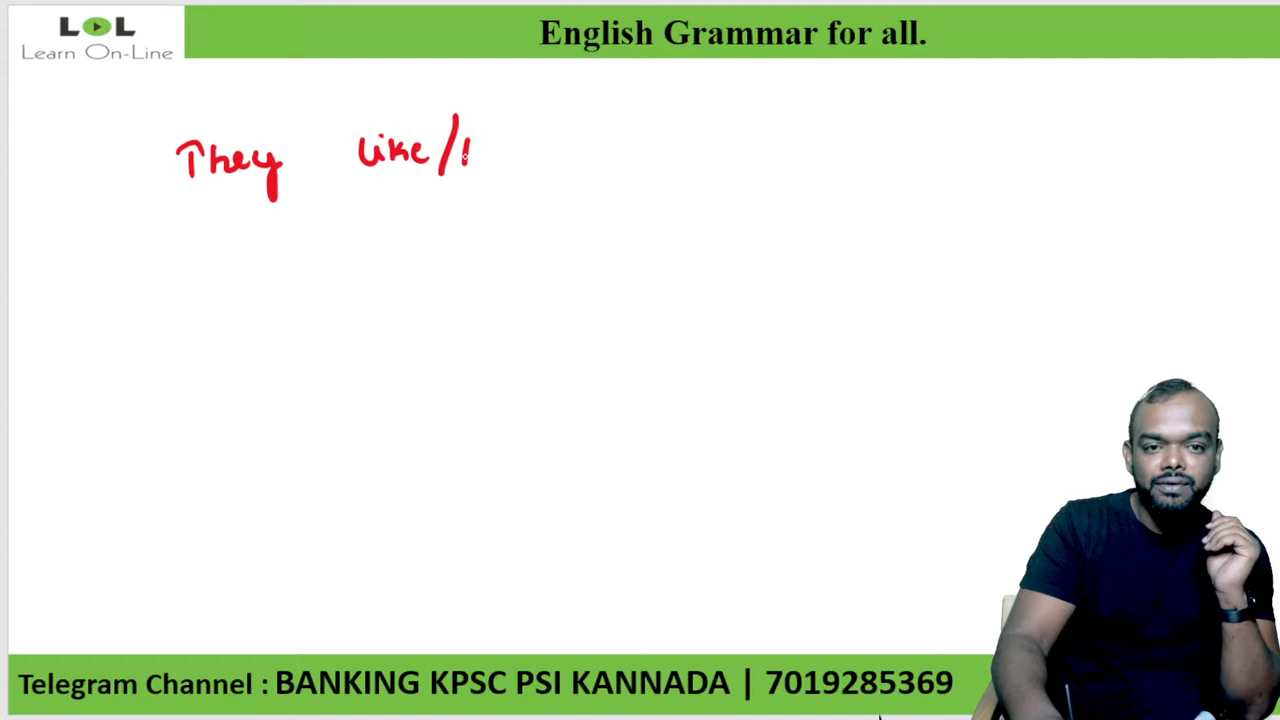 LOL
Learn On-Line
English Grammar for all.
They like/l
Telegram Channel : BANKING KPSC PSI KANNADA | 7019285369